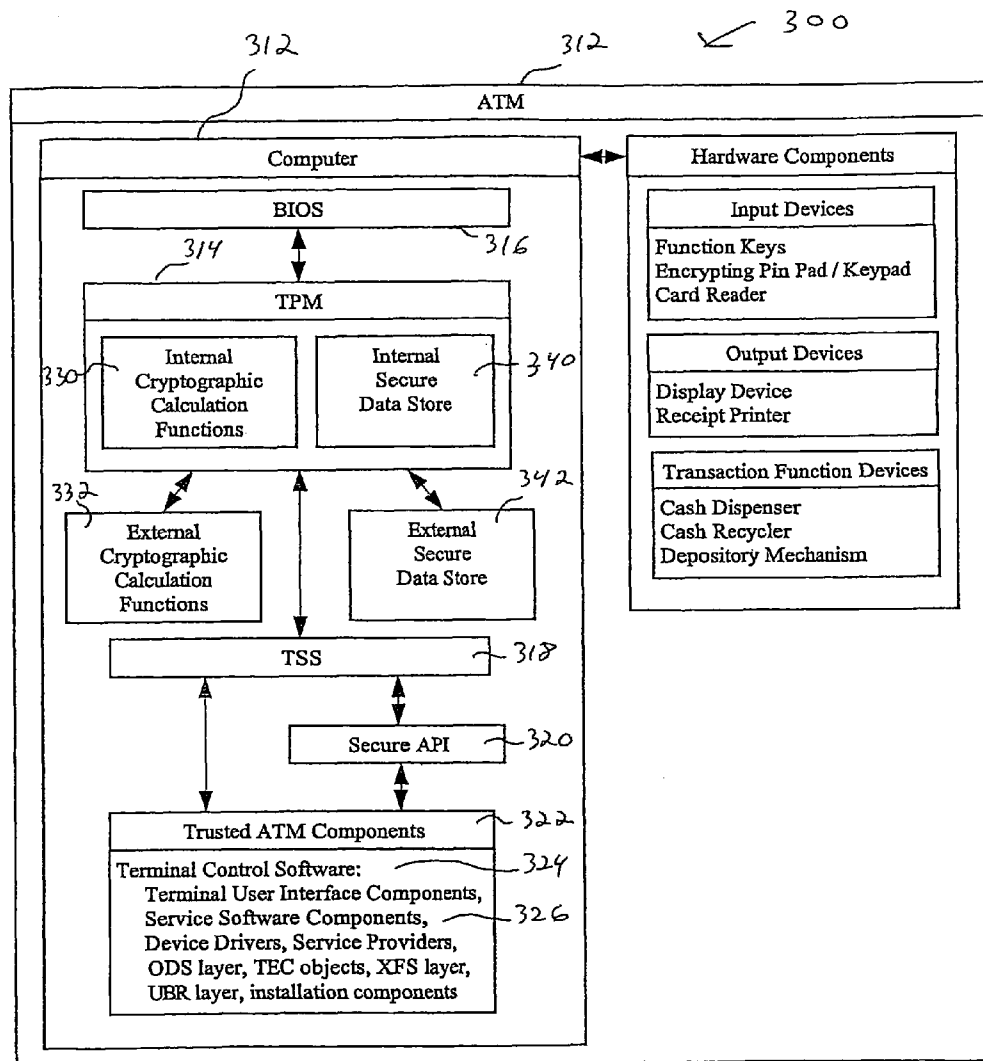 300
312
312
ATM
Computer
Hardware Components
BIOS
316
Input Devices
Function Keys
Encrypting Pin Pad / Keypad
Card Reader
314
TPM
330
Internal
Cryptographic
Calculation
Functions
Internal
Secure
Data Store
340
Output Devices
Display Device
Receipt Printer
Transaction Function Devices
Cash Dispenser
Cash Recycler
Depository Mechanism
332
External
Cryptographic
Calculation
Functions
342
External
Secure
Data Store
TSS
318
Secure API
320
Trusted ATM Components
322
Terminal Control Software:
324
Terminal User Interface Components,
Service Software Components,
326
Device Drivers, Service Providers,
ODS layer, TEC objects, XFS layer,
UBR layer, installation components